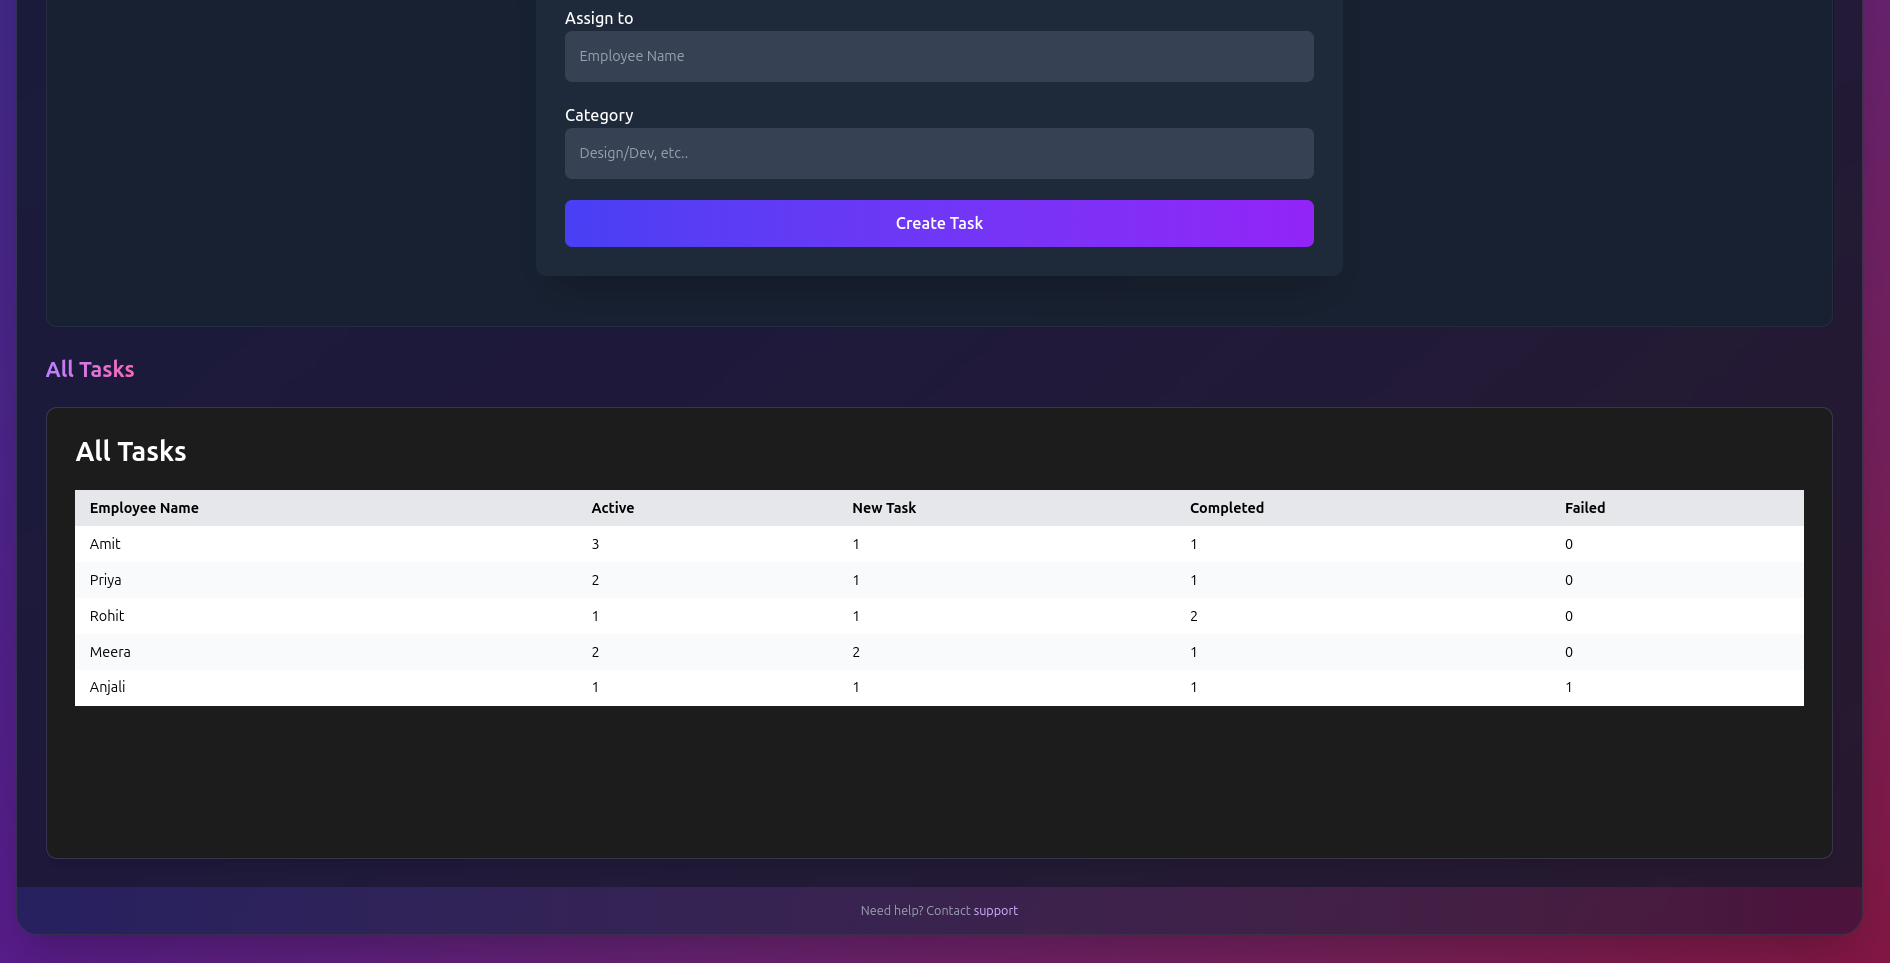 Assign to
Employee Name
Category
Design/Dev, etc..
Create Task
All Tasks
All Tasks
Employee Name Active New Task Completed Failed
Amit 3 1 1 0
Priya 2 1 1 0
Rohit 1 1 2 0
Meera 2 2 1 0
Anjali 1 1 1 1
Need help? Contact support